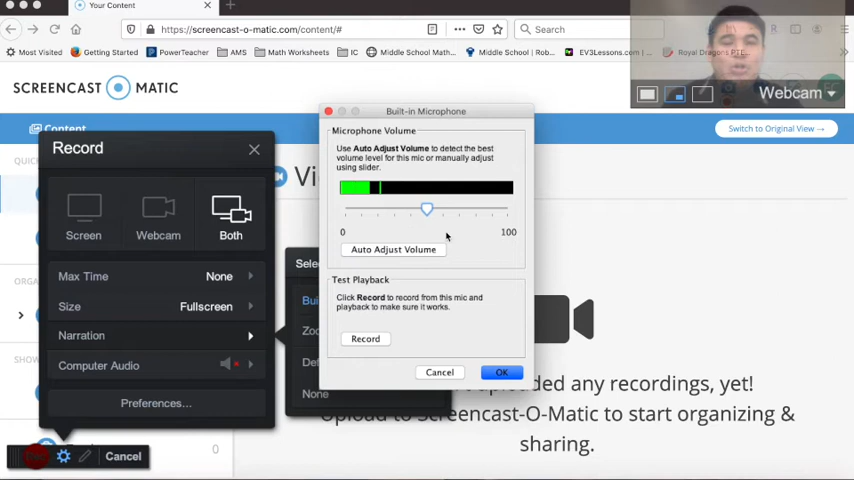 Your Content
https://screencast-o-matic.com/content/#
Search
Most Visited
Getting Started
PowerTeacher
AMS
Math Worksheets
IC
Middle School Math...
Middle School | Rob...
EV3Lessons.com
Royal Dragons PTE...
Webcam
SCREENCAST
MATIC
Content
Switch to Original View →
Record
Screen
Webcam
Both
Max Time
None
Size
Fullscreen
Narration
Computer Audio
Preferences...
Cancel
Built-in Microphone
Microphone Volume
Use Auto Adjust Volume to detect the best
volume level for this mic or manually adjust
using slider.
0
100
Auto Adjust Volume
Test Playback
Click Record to record from this mic and
playback to make sure it works.
Record
Cancel
OK
None
uploaded any recordings, yet!
Upload to Screencast-O-Matic to start organizing &
sharing.
0